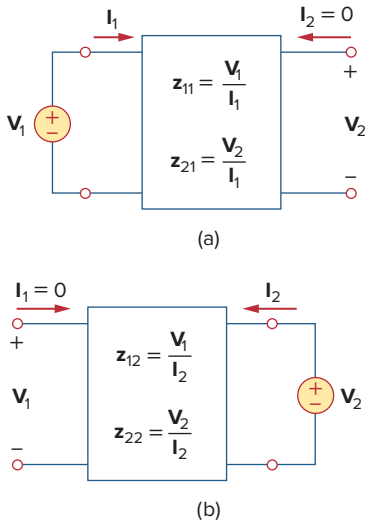 I₁ I₂ = 0
z₁₁ = V₁/I₁
+
V₁ + − V₂
z₂₁ = V₂/I₁
−
(a)
I₁ = 0 I₂
+
z₁₂ = V₁/I₂
V₁ + − V₂
z₂₂ = V₂/I₂
−
(b)